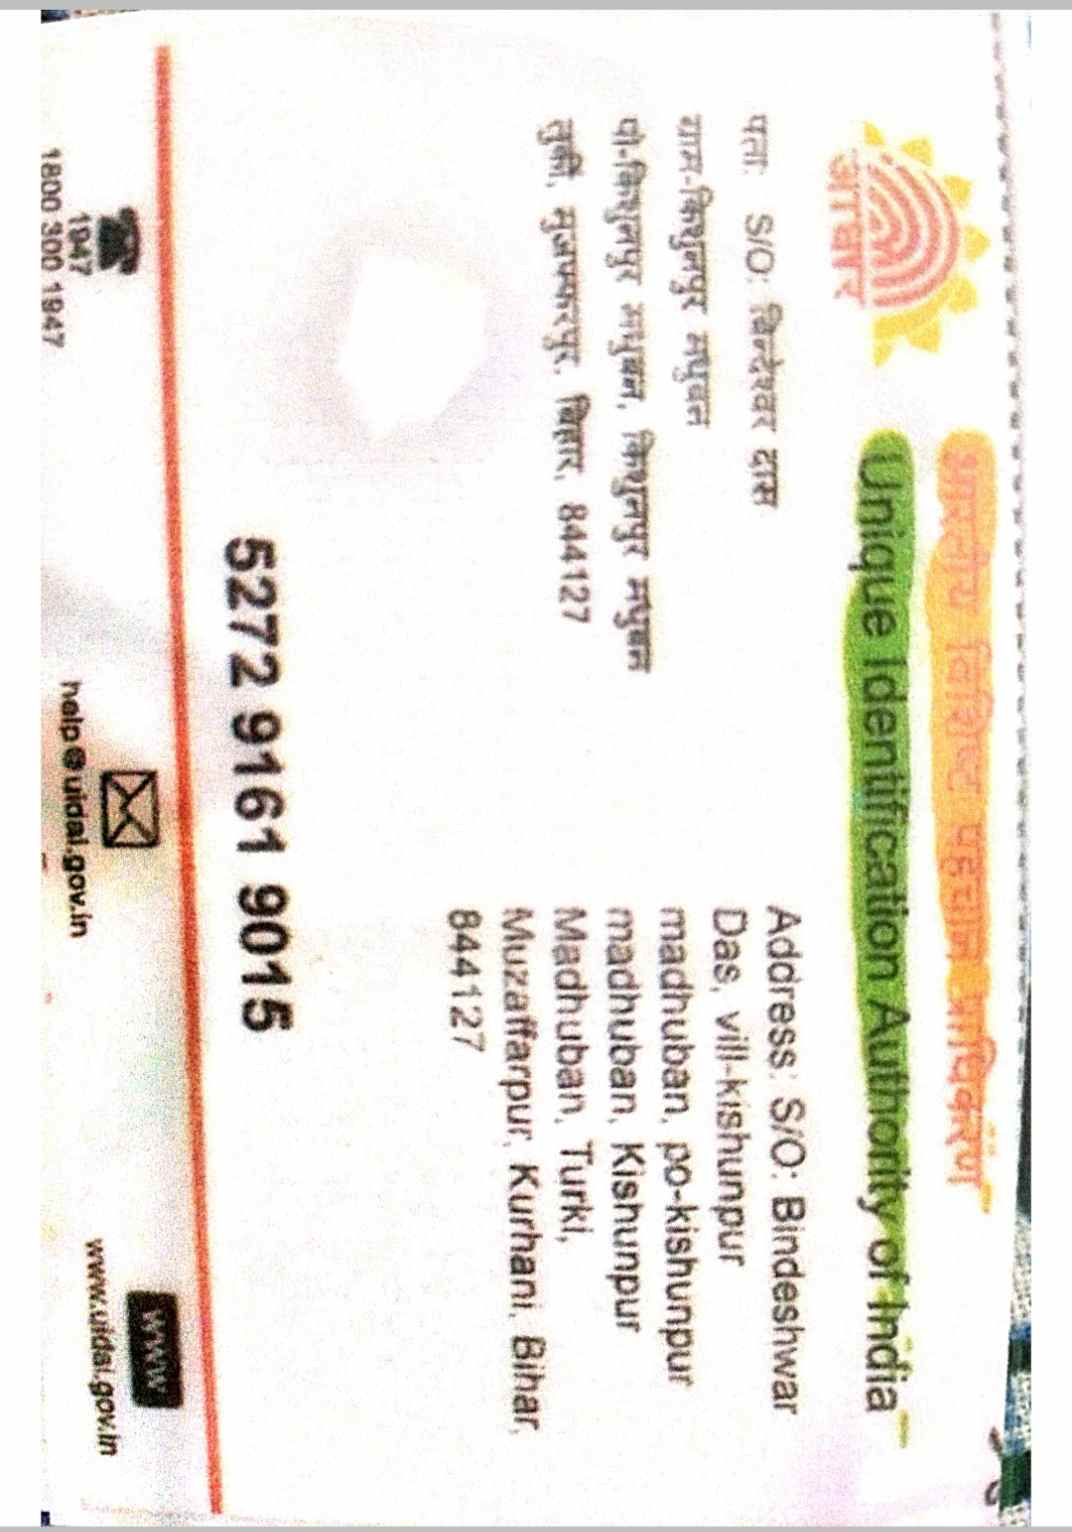 भारतीय विशिष्ट पहचान प्राधिकरण
Unique Identification Authority of India
आधार
पता: S/O: बिन्देश्वर दास
ग्राम-किशुनपुर मधुबन
पो-किशुनपुर मधुबन, किशुनपुर मधुबन
तुर्की, मुजफ्फरपुर, बिहार, 844127
Address: S/O: Bindeshwar
Das, vill-kishunpur
madhuban, po-kishunpur
madhuban, Kishunpur
Madhuban, Turki,
Muzaffarpur, Kurhani, Bihar,
844127
5272 9161 9015
1947
1800 300 1947
help@uidai.gov.in
www
www.uidai.gov.in